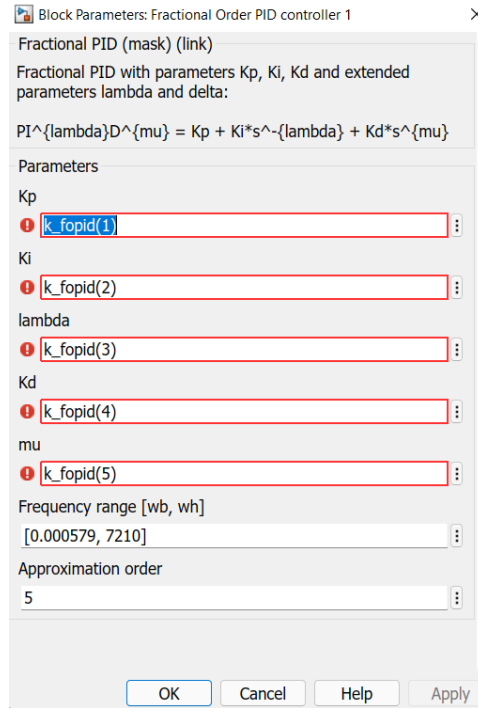 Block Parameters: Fractional Order PID controller 1
Fractional PID (mask) (link)
Fractional PID with parameters Kp, Ki, Kd and extended
parameters lambda and delta:
PI^{lambda}D^{mu} = Kp + Ki*s^-{lambda} + Kd*s^{mu}
Parameters
Kp
k_fopid(1)
Ki
k_fopid(2)
lambda
k_fopid(3)
Kd
k_fopid(4)
mu
k_fopid(5)
Frequency range [wb, wh]
[0.000579, 7210]
Approximation order
5
OK Cancel Help Apply